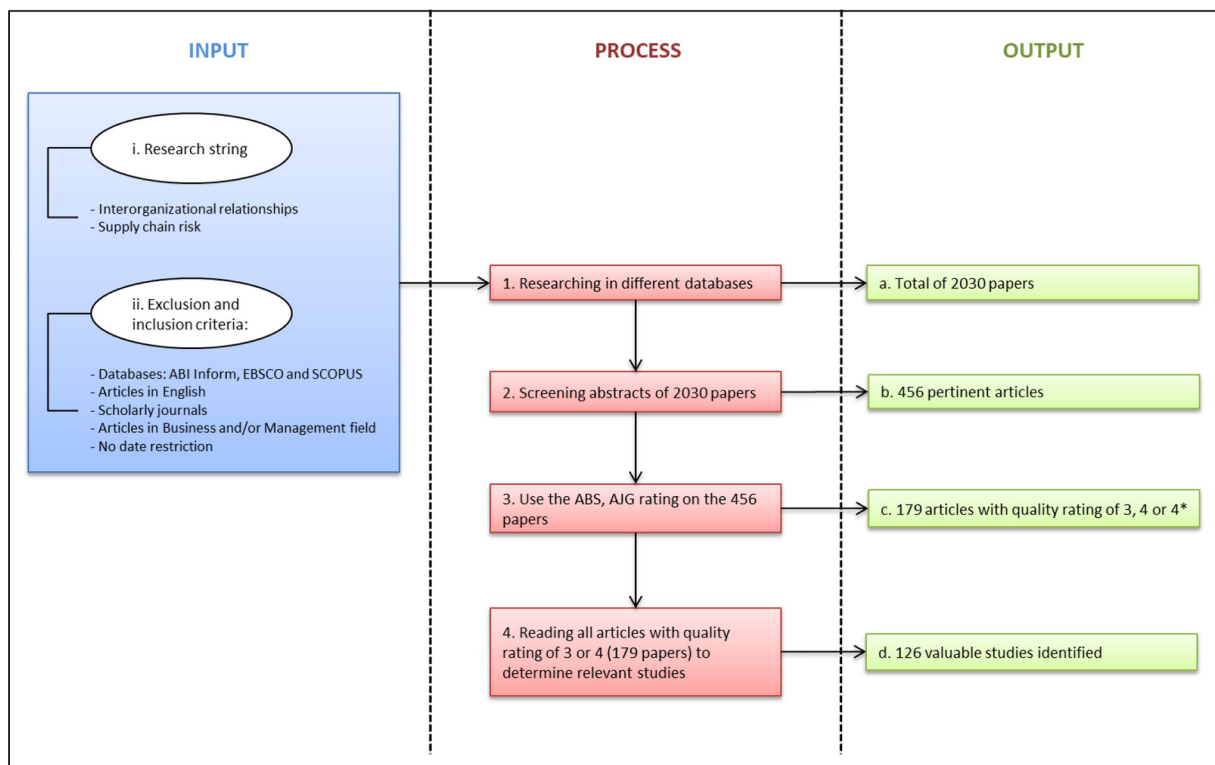 INPUT
i. Research string
- Interorganizational relationships
- Supply chain risk
ii. Exclusion and
inclusion criteria:
- Databases: ABI Inform, EBSCO and SCOPUS
- Articles in English
- Scholarly journals
- Articles in Business and/or Management field
- No date restriction
PROCESS
1. Researching in different databases
2. Screening abstracts of 2030 papers
3. Use the ABS, AJG rating on the 456
papers
4. Reading all articles with quality
rating of 3 or 4 (179 papers) to
determine relevant studies
OUTPUT
a. Total of 2030 papers
b. 456 pertinent articles
c. 179 articles with quality rating of 3, 4 or 4*
d. 126 valuable studies identified